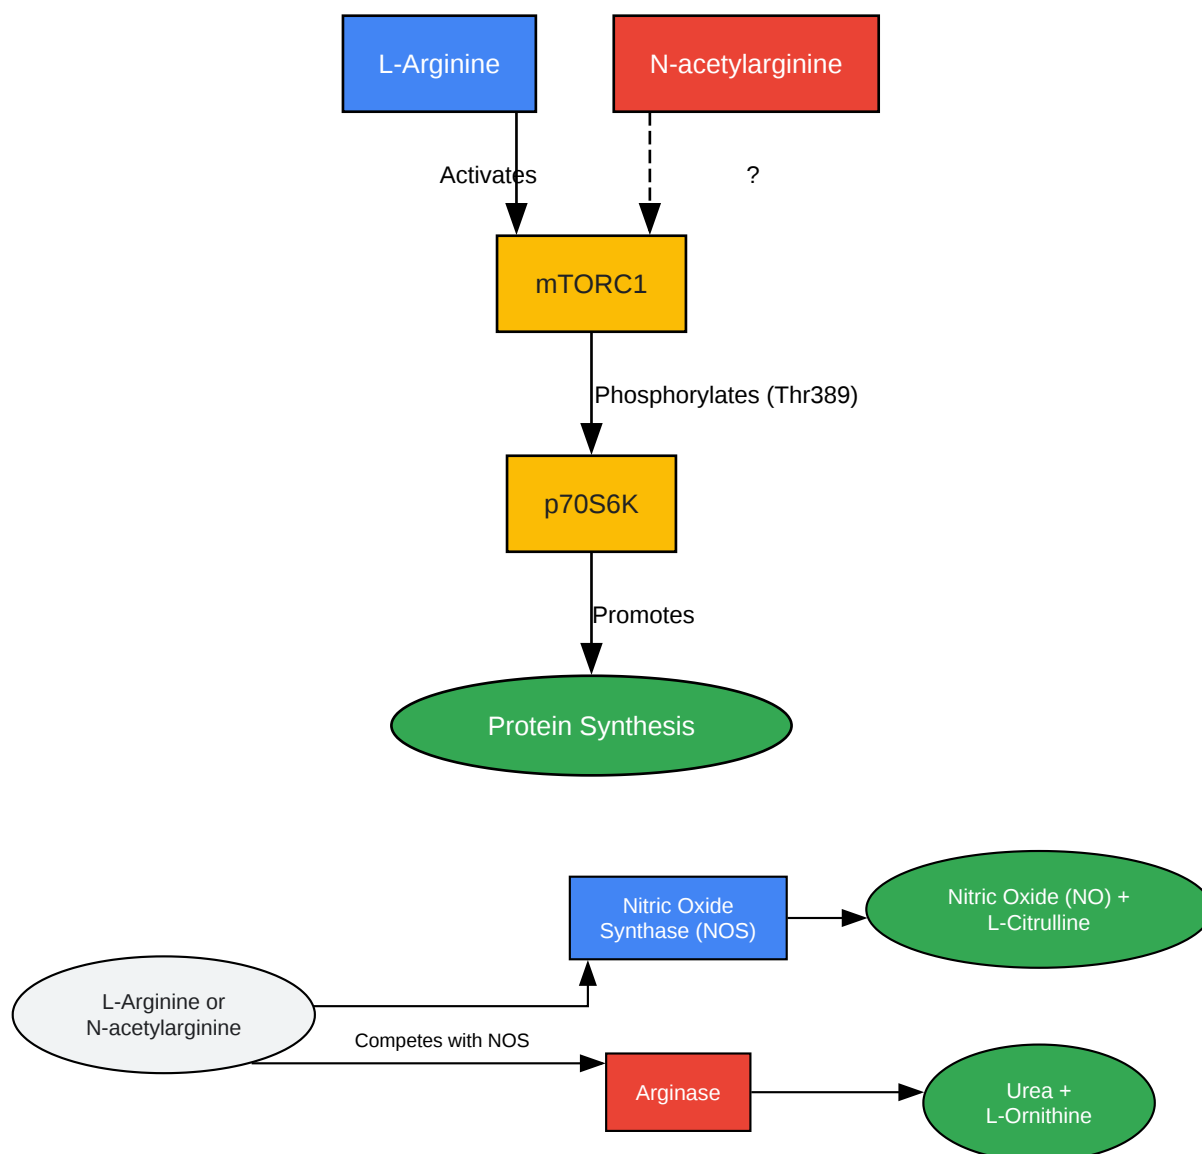 L-Arginine
N-acetylarginine
Activates
?
mTORC1
Phosphorylates (Thr389)
p70S6K
Promotes
Protein Synthesis
Nitric Oxide
Synthase (NOS)
Nitric Oxide (NO) +
L-Citrulline
L-Arginine or
N-acetylarginine
Competes with NOS
Arginase
Urea +
L-Ornithine